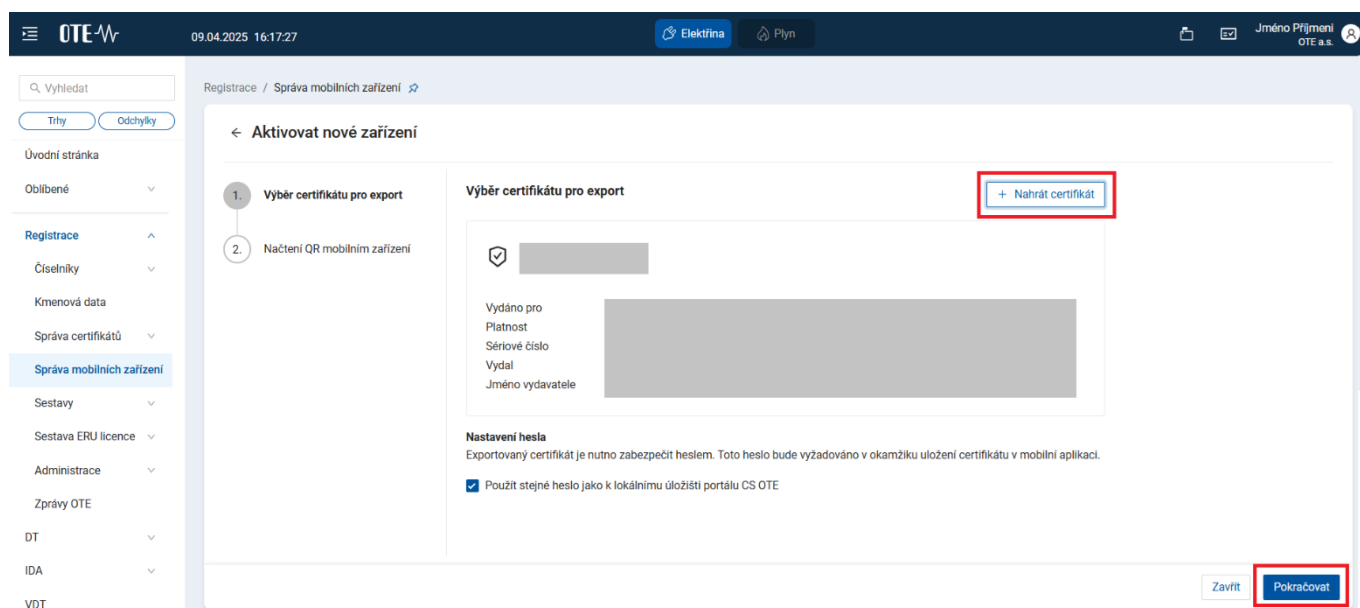 OTE
09.04.2025 16:17:27
Elektřina
Plyn
Jméno Příjmeni
OTE a.s.
Vyhledat
Trhy
Odchylky
Úvodní stránka
Oblíbené
Registrace
Číselníky
Kmenová data
Správa certifikátů
Správa mobilních zařízení
Sestavy
Sestava ERU licence
Administrace
Zprávy OTE
DT
IDA
VDT
Registrace / Správa mobilních zařízení
← Aktivovat nové zařízení
1. Výběr certifikátu pro export
2. Načtení QR mobilním zařízení
Výběr certifikátu pro export
+ Nahrát certifikát
Vydáno pro
Platnost
Sériové číslo
Vydal
Jméno vydavatele
Nastavení hesla
Exportovaný certifikát je nutno zabezpečit heslem. Toto heslo bude vyžadováno v okamžiku uložení certifikátu v mobilní aplikaci.
Použít stejné heslo jako k lokálnímu úložišti portálu CS OTE
Zavřít
Pokračovat